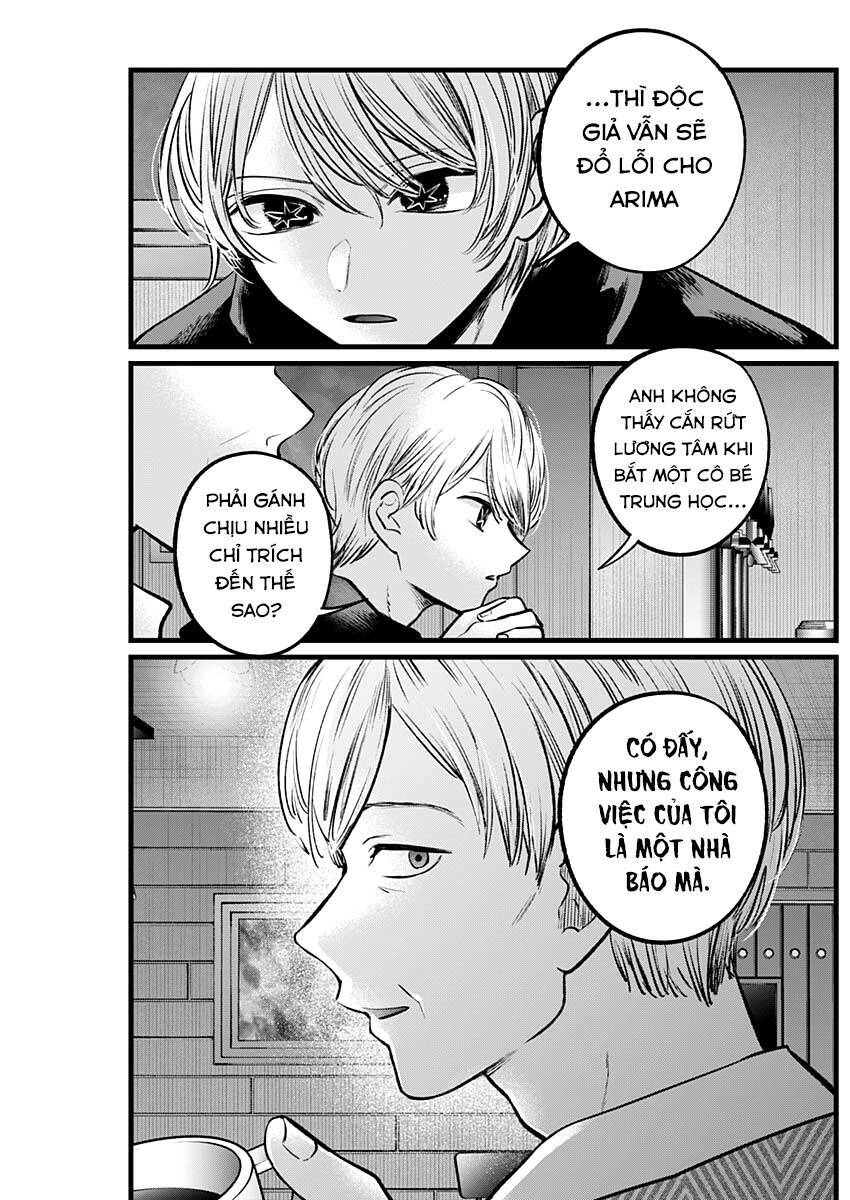 ...THÌ ĐỘC
GIẢ VẪN SẼ
ĐỔ LỖI CHO
ARIMA
ANH KHÔNG
THẤY CẮN RỨT
LƯƠNG TÂM KHI
BẮT MỘT CÔ BÉ
TRUNG HỌC...
PHẢI GÁNH
CHỊU NHIỀU
CHỈ TRÍCH
ĐẾN THẾ
SAO?
CÓ ĐẤY,
NHƯNG CÔNG
VIỆC CỦA TÔI
LÀ MỘT NHÀ
BÁO MÀ.